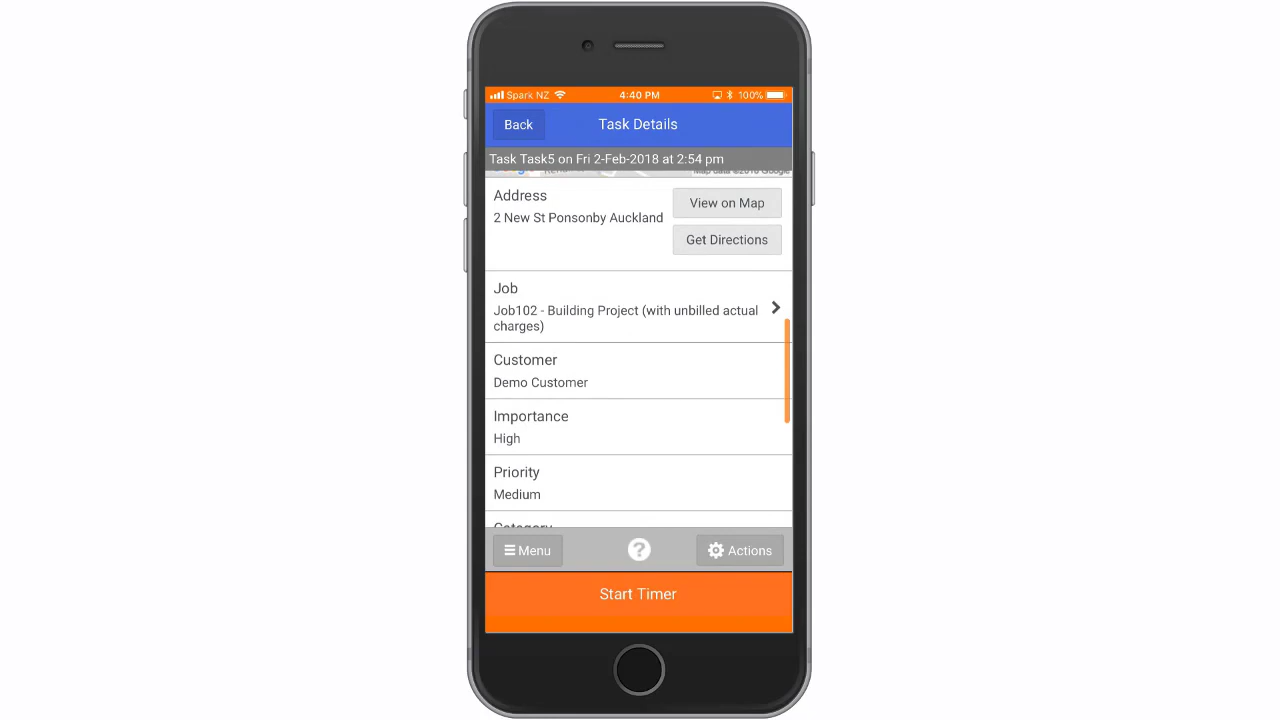 Spark NZ 4:40 PM 100%
Back Task Details
Task Task5 on Fri 2-Feb-2018 at 2:54 pm
Address
2 New St Ponsonby Auckland
View on Map
Get Directions
Job
Job102 - Building Project (with unbilled actual
charges)
Customer
Demo Customer
Importance
High
Priority
Medium
Category
Menu ? Actions
Start Timer